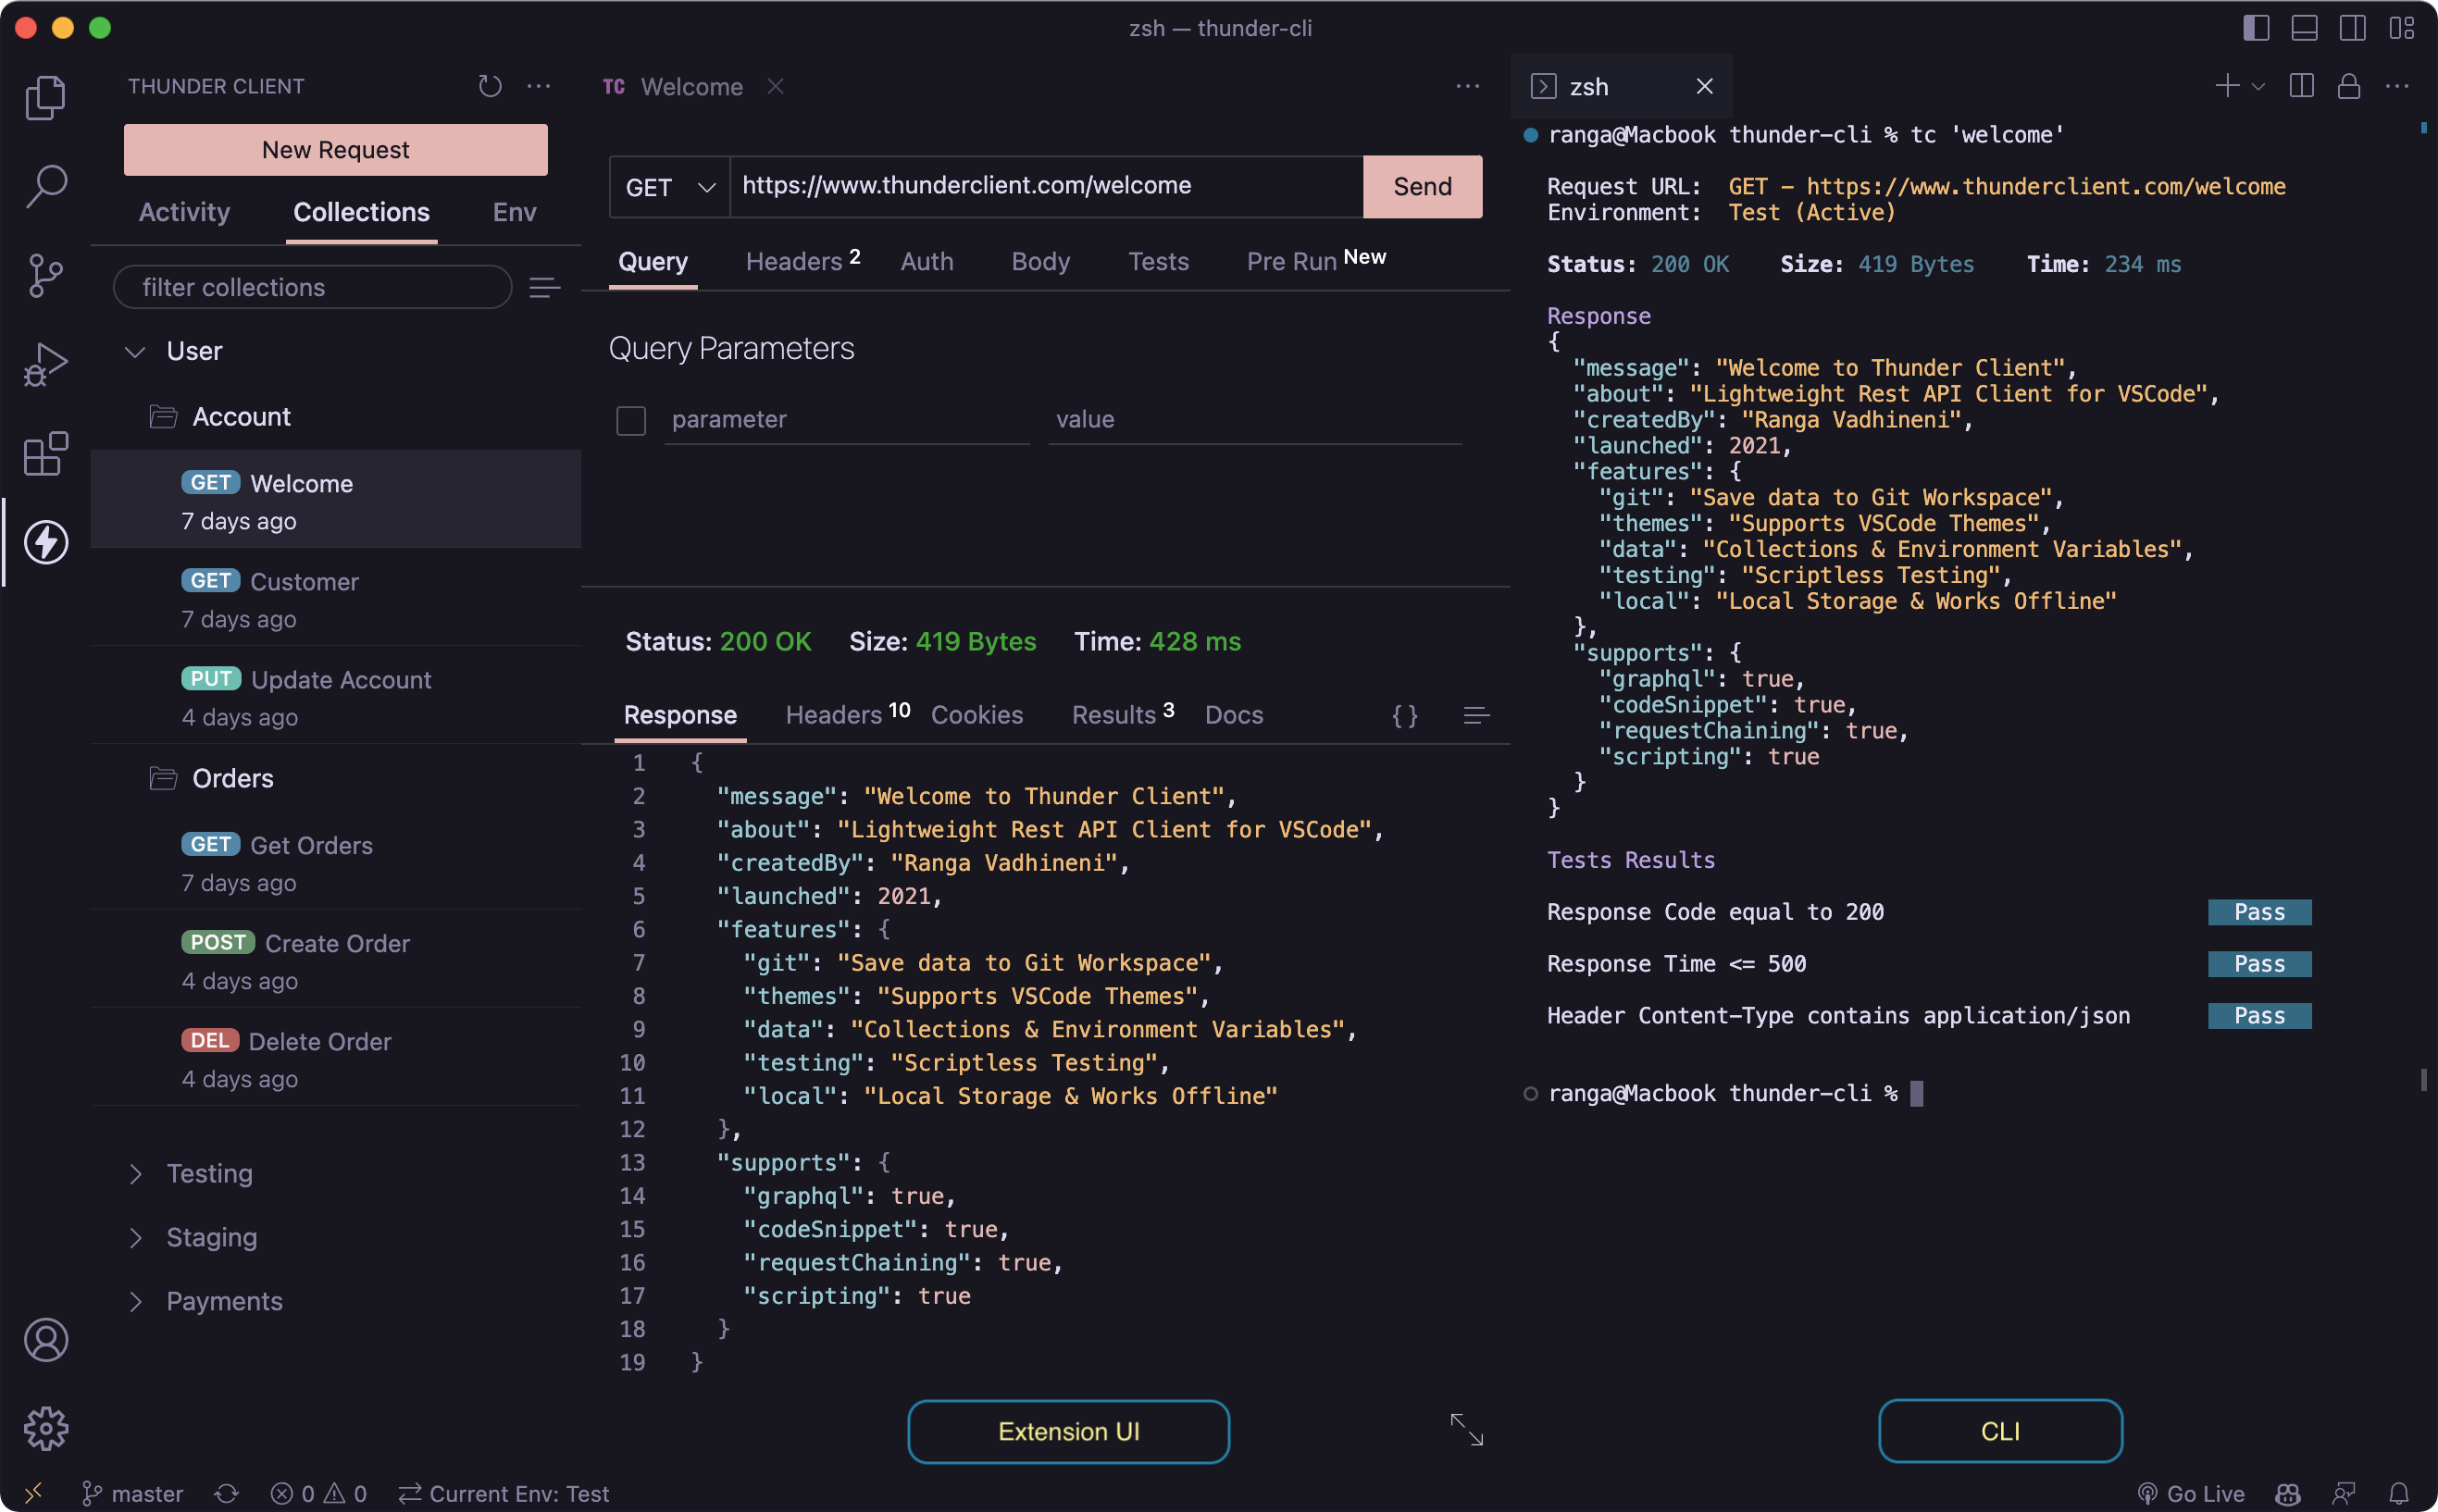 zsh — thunder-cli
THUNDER CLIENT
New Request
Activity Collections Env
filter collections
User
Account
GET Welcome
7 days ago
GET Customer
7 days ago
PUT Update Account
4 days ago
Orders
GET Get Orders
7 days ago
POST Create Order
4 days ago
DEL Delete Order
4 days ago
Testing
Staging
Payments
TC Welcome
GET https://www.thunderclient.com/welcome Send
Query Headers 2 Auth Body Tests Pre Run New
Query Parameters
parameter value
Status: 200 OK Size: 419 Bytes Time: 428 ms
Response Headers 10 Cookies Results 3 Docs {}
1 {
2 "message": "Welcome to Thunder Client",
3 "about": "Lightweight Rest API Client for VSCode",
4 "createdBy": "Ranga Vadhineni",
5 "launched": 2021,
6 "features": {
7 "git": "Save data to Git Workspace",
8 "themes": "Supports VSCode Themes",
9 "data": "Collections & Environment Variables",
10 "testing": "Scriptless Testing",
11 "local": "Local Storage & Works Offline"
12 },
13 "supports": {
14 "graphql": true,
15 "codeSnippet": true,
16 "requestChaining": true,
17 "scripting": true
18 }
19 }
Extension UI
zsh
ranga@Macbook thunder-cli % tc 'welcome'
Request URL: GET - https://www.thunderclient.com/welcome
Environment: Test (Active)
Status: 200 OK Size: 419 Bytes Time: 234 ms
Response
{
"message": "Welcome to Thunder Client",
"about": "Lightweight Rest API Client for VSCode",
"createdBy": "Ranga Vadhineni",
"launched": 2021,
"features": {
"git": "Save data to Git Workspace",
"themes": "Supports VSCode Themes",
"data": "Collections & Environment Variables",
"testing": "Scriptless Testing",
"local": "Local Storage & Works Offline"
},
"supports": {
"graphql": true,
"codeSnippet": true,
"requestChaining": true,
"scripting": true
}
}
Tests Results
Response Code equal to 200 Pass
Response Time <= 500 Pass
Header Content-Type contains application/json Pass
ranga@Macbook thunder-cli %
CLI
master 0 0 Current Env: Test Go Live